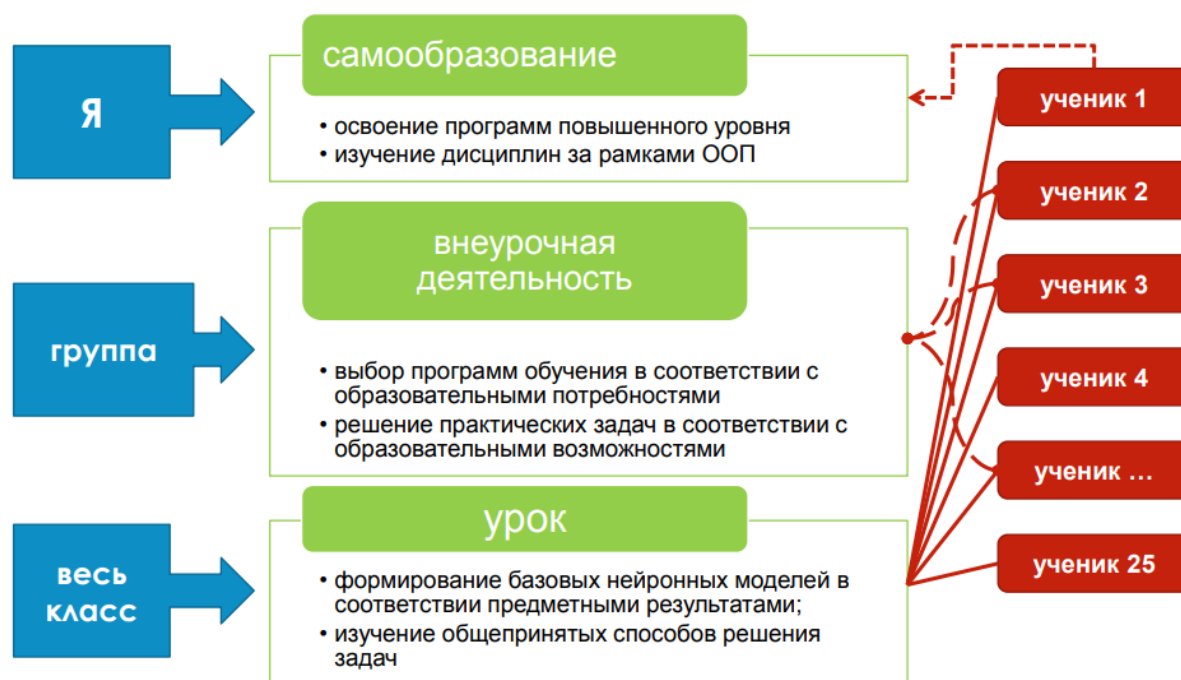 Я
самообразование
• освоение программ повышенного уровня
• изучение дисциплин за рамками ООП
группа
внеурочная
деятельность
• выбор программ обучения в соответствии с
образовательными потребностями
• решение практических задач в соответствии с
образовательными возможностями
весь
класс
урок
• формирование базовых нейронных моделей в
соответствии предметными результатами;
• изучение общепринятых способов решения
задач
ученик 1
ученик 2
ученик 3
ученик 4
ученик ...
ученик 25